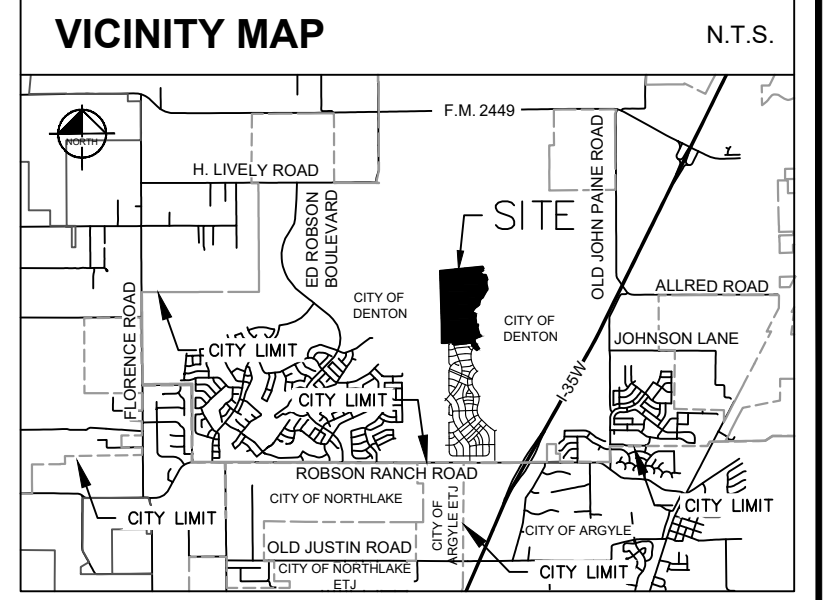 VICINITY MAP
N.T.S.
F.M. 2449
NORTH
H. LIVELY ROAD
ED ROBSON
BOULEVARD
OLD JOHN PAINE ROAD
SITE
FLORENCE ROAD
CITY OF
DENTON
CITY OF
DENTON
ALLRED ROAD
JOHNSON LANE
CITY LIMIT
I-35W
CITY LIMIT
ROBSON RANCH ROAD
CITY OF NORTHLAKE
CITY OF
ARGYLE ETJ
CITY LIMIT
CITY LIMIT
CITY OF ARGYLE
OLD JUSTIN ROAD
CITY OF NORTHLAKE
ETJ
CITY LIMIT